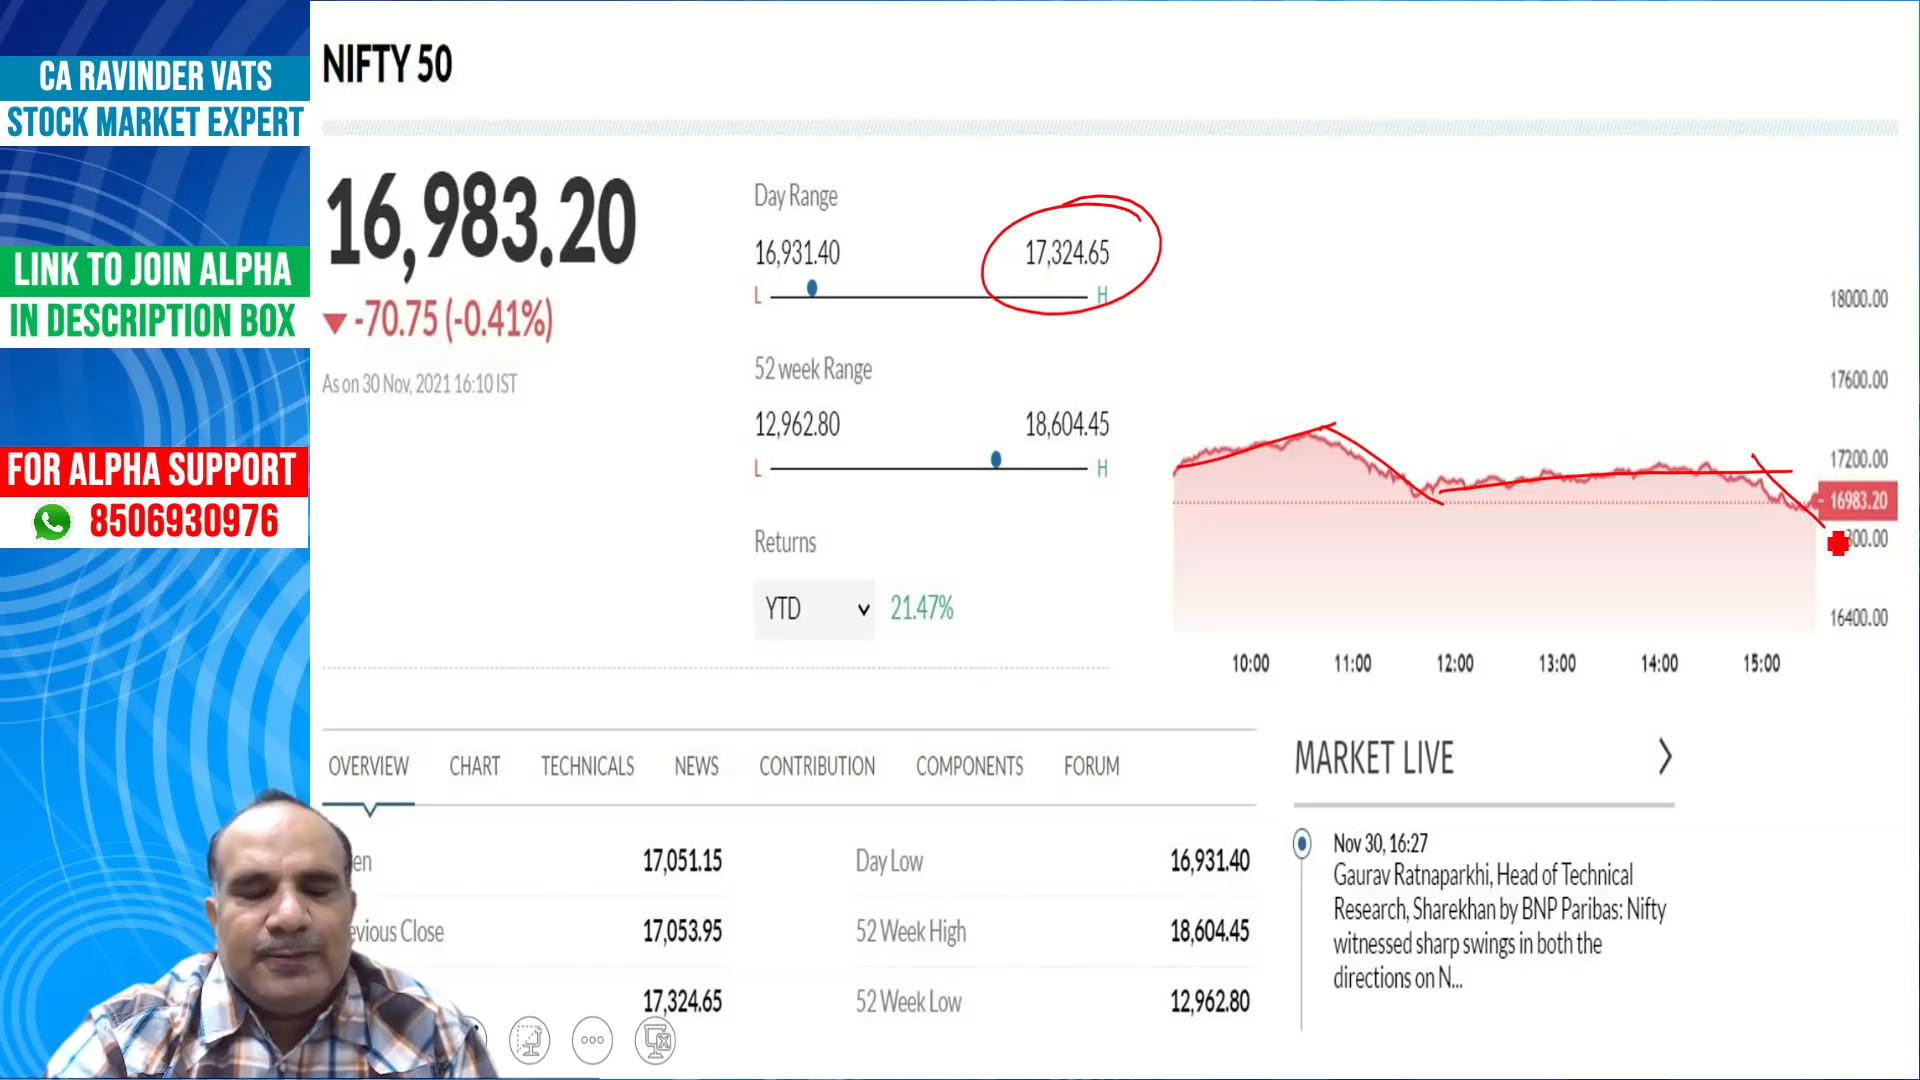 CA RAVINDER VATS
STOCK MARKET EXPERT
LINK TO JOIN ALPHA
IN DESCRIPTION BOX
FOR ALPHA SUPPORT
8506930976
NIFTY 50
16,983.20
-70.75 (-0.41%)
As on 30 Nov, 2021 16:10 IST
Day Range
16,931.40 17,324.65
L H
52 week Range
12,962.80 18,604.45
L H
Returns
YTD 21.47%
18000.00
17600.00
17200.00
16983.20
800.00
16400.00
10:00 11:00 12:00 13:00 14:00 15:00
OVERVIEW CHART TECHNICALS NEWS CONTRIBUTION COMPONENTS FORUM
en 17,051.15 Day Low 16,931.40
evious Close 17,053.95 52 Week High 18,604.45
17,324.65 52 Week Low 12,962.80
MARKET LIVE
Nov 30, 16:27
Gaurav Ratnaparkhi, Head of Technical
Research, Sharekhan by BNP Paribas: Nifty
witnessed sharp swings in both the
directions on N...